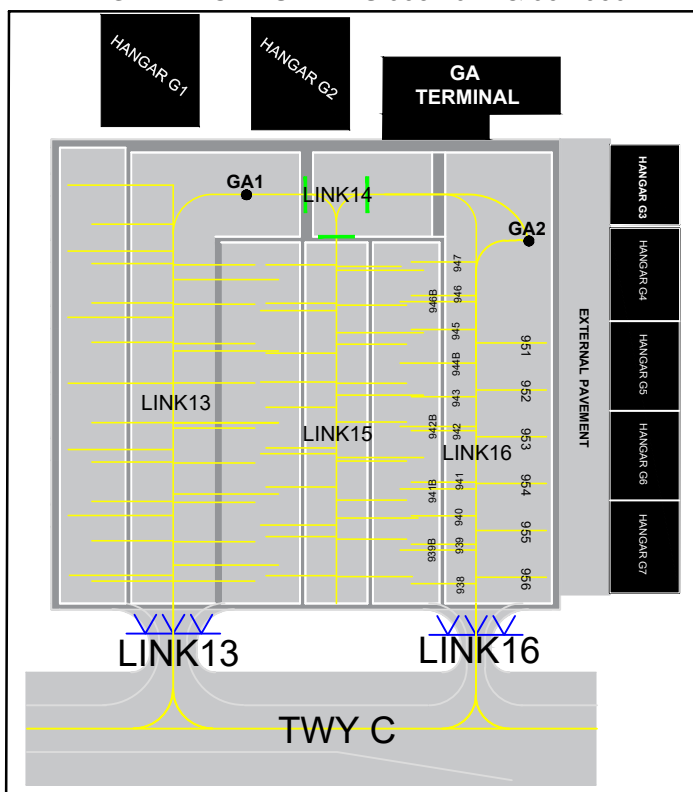 HANGAR G1
HANGAR G2
GA
TERMINAL
HANGAR G3
HANGAR G4
HANGAR G5
HANGAR G6
HANGAR G7
EXTERNAL PAVEMENT
GA1
LINK14
GA2
947
946
946B
945
944B
943
942B
942
941
941B
940
939
939B
938
951
952
953
954
955
956
LINK13
LINK15
LINK16
LINK13
LINK16
TWY C